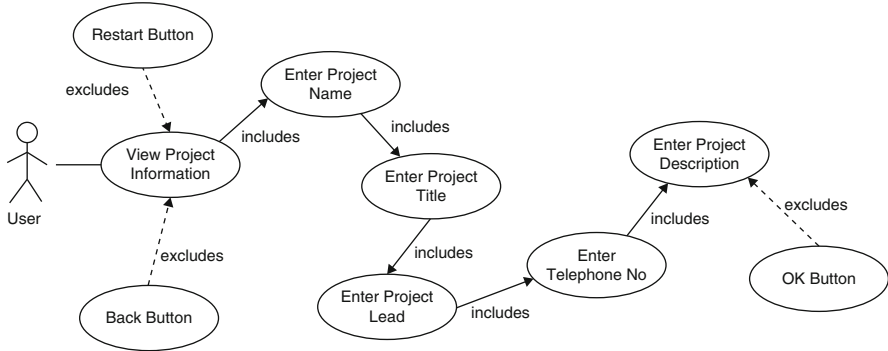 Restart Button
excludes
Enter Project
Name
includes
includes
View Project
Information
User
excludes
Back Button
Enter Project
Title
includes
Enter Project
Lead
includes
Enter
Telephone No
includes
Enter Project
Description
excludes
OK Button